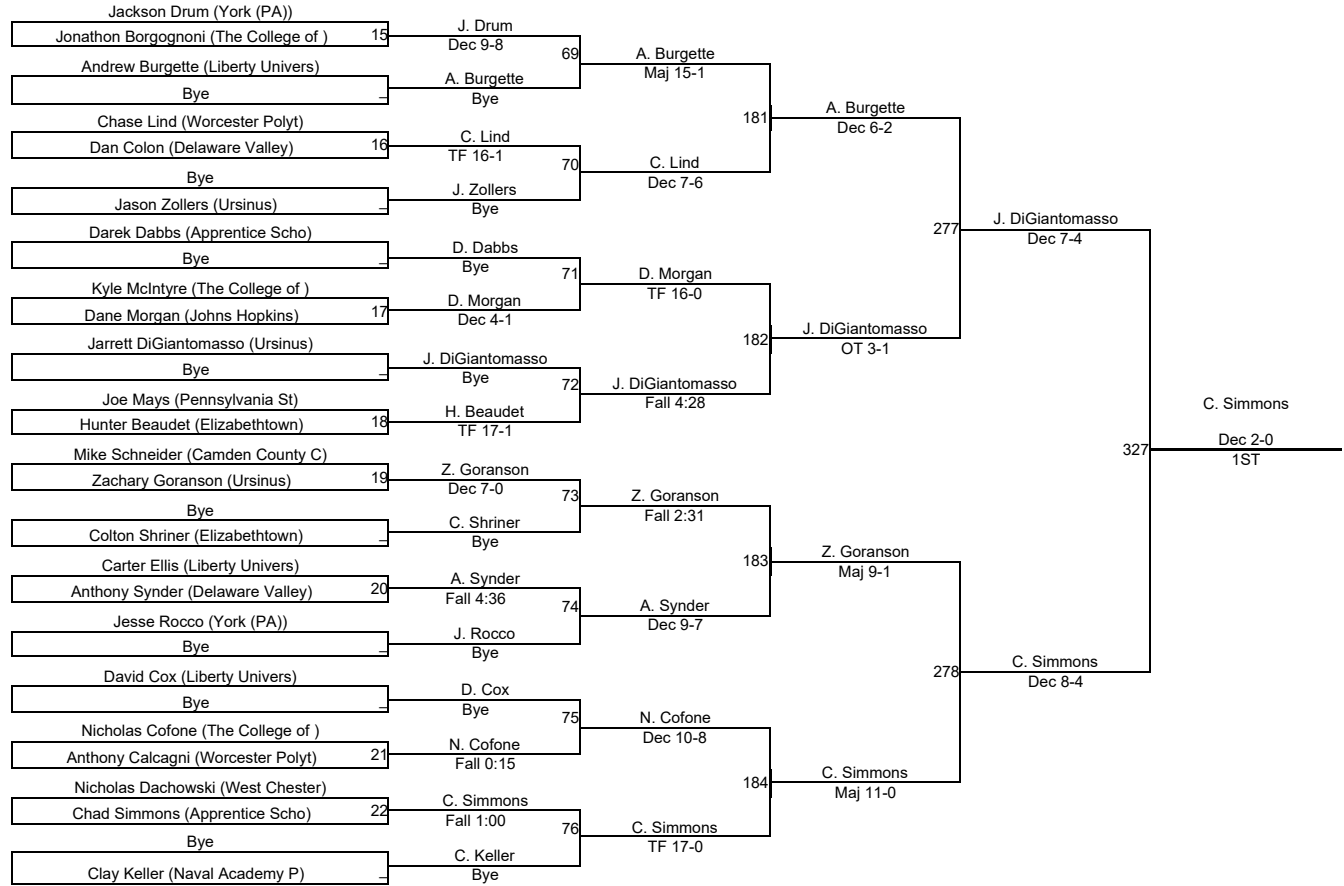 Jackson Drum (York (PA))
Jonathon Borgognoni (The College of )
15
Andrew Burgette (Liberty Univers)
Bye
_
Chase Lind (Worcester Polyt)
Dan Colon (Delaware Valley)
16
Bye
Jason Zollers (Ursinus)
_
Darek Dabbs (Apprentice Scho)
Bye
_
Kyle McIntyre (The College of )
Dane Morgan (Johns Hopkins)
17
Jarrett DiGiantomasso (Ursinus)
Bye
_
Joe Mays (Pennsylvania St)
Hunter Beaudet (Elizabethtown)
18
Mike Schneider (Camden County C)
Zachary Goranson (Ursinus)
19
Bye
Colton Shriner (Elizabethtown)
_
Carter Ellis (Liberty Univers)
Anthony Synder (Delaware Valley)
20
Jesse Rocco (York (PA))
Bye
_
David Cox (Liberty Univers)
Bye
_
Nicholas Cofone (The College of )
Anthony Calcagni (Worcester Polyt)
21
Nicholas Dachowski (West Chester)
Chad Simmons (Apprentice Scho)
22
Bye
Clay Keller (Naval Academy P)
_
J. Drum
Dec 9-8
69
A. Burgette
Bye
C. Lind
TF 16-1
70
J. Zollers
Bye
D. Dabbs
Bye
71
D. Morgan
Dec 4-1
J. DiGiantomasso
Bye
72
H. Beaudet
TF 17-1
Z. Goranson
Dec 7-0
73
C. Shriner
Bye
A. Synder
Fall 4:36
74
J. Rocco
Bye
D. Cox
Bye
75
N. Cofone
Fall 0:15
C. Simmons
Fall 1:00
76
C. Keller
Bye
A. Burgette
Maj 15-1
181
C. Lind
Dec 7-6
D. Morgan
TF 16-0
182
J. DiGiantomasso
Fall 4:28
Z. Goranson
Fall 2:31
183
A. Synder
Dec 9-7
N. Cofone
Dec 10-8
184
C. Simmons
TF 17-0
A. Burgette
Dec 6-2
277
J. DiGiantomasso
OT 3-1
Z. Goranson
Maj 9-1
278
C. Simmons
Maj 11-0
J. DiGiantomasso
Dec 7-4
327
C. Simmons
Dec 8-4
C. Simmons
Dec 2-0
1ST